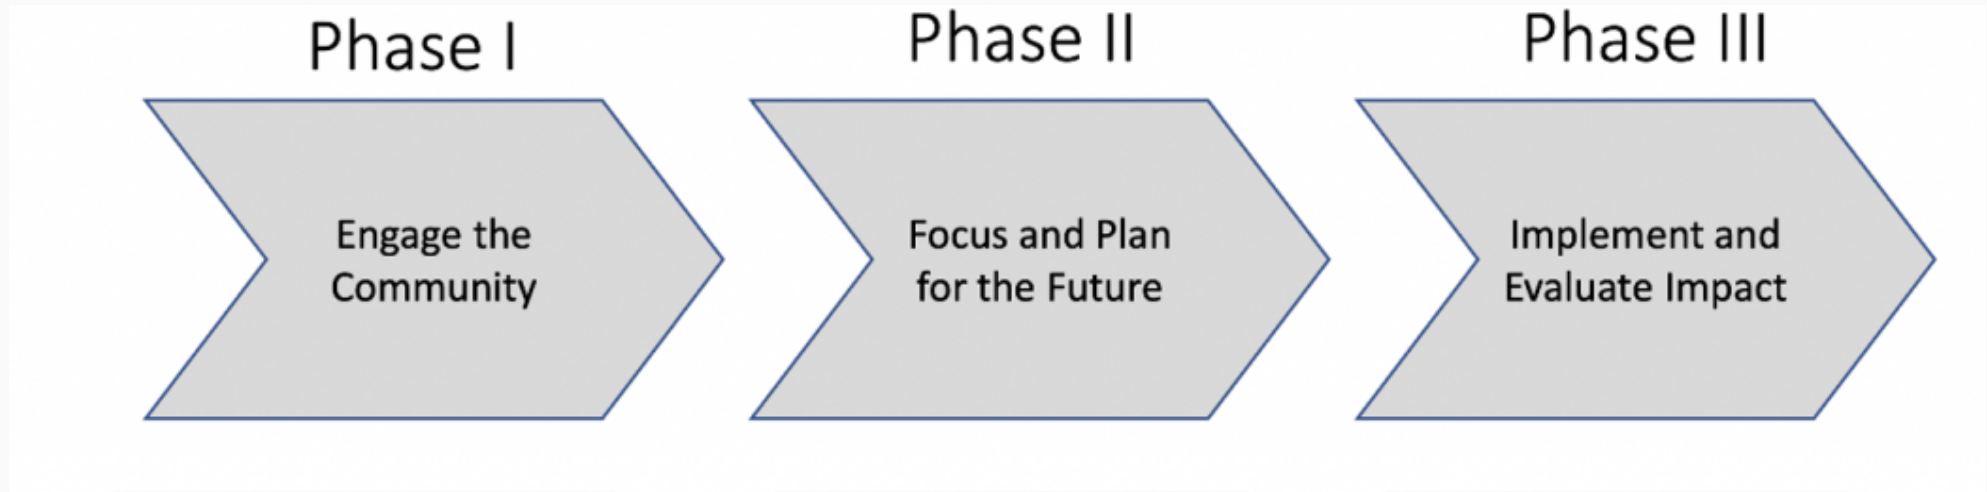 Phase I
Engage the
Community
Phase II
Focus and Plan
for the Future
Phase III
Implement and
Evaluate Impact